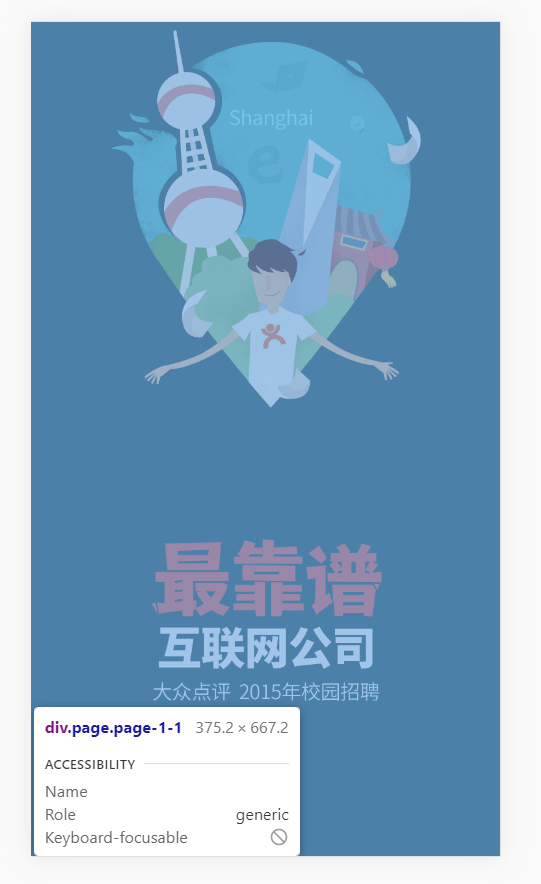 Shanghai
最靠谱
互联网公司
大众点评 2015年校园招聘
div.page.page-1-1 375.2 × 667.2
ACCESSIBILITY
Name
Role generic
Keyboard-focusable